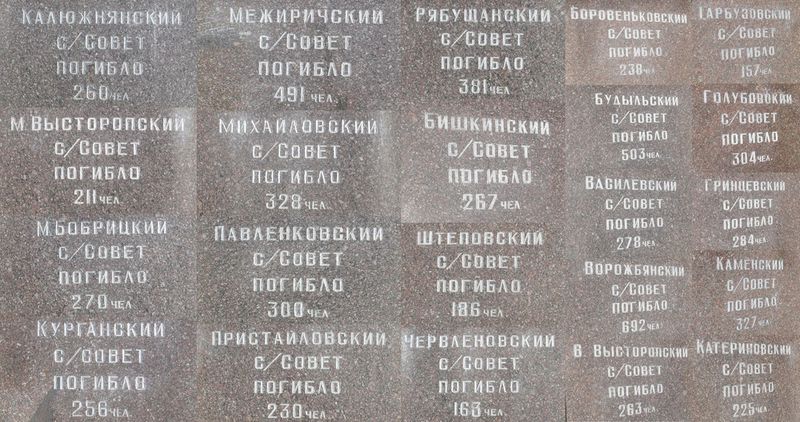 КАЛЮЖНЯНСКИЙ
С/СОВЕТ
ПОГИБЛО
260 ЧЕЛ
М.ВЫСТОРОПСКИЙ
С/СОВЕТ
ПОГИБЛО
211 ЧЕЛ
М.БОБРИЦКИЙ
С/СОВЕТ
ПОГИБЛО
270 ЧЕЛ
КУРГАНСКИЙ
С/СОВЕТ
ПОГИБЛО
256 ЧЕЛ.
МЕЖИРИЧСКИЙ
С/СОВЕТ
ПОГИБЛО
491 ЧЕЛ.
МИХАЙЛОВСКИЙ
С/СОВЕТ
ПОГИБЛО
328 ЧЕЛ.
ПАВЛЕНКОВСКИЙ
С/СОВЕТ
ПОГИБЛО
300 ЧЕЛ
ПРИСТАЙЛОВСКИЙ
С/СОВЕТ
ПОГИБЛО
230 ЧЕЛ.
РЯБУЩАНСКИЙ
С/СОВЕТ
ПОГИБЛО
381 ЧЕЛ.
БИШКИНСКИЙ
С/СОВЕТ
ПОГИБЛО
267 ЧЕЛ
ШТЕПОВСКИЙ
С/СОВЕТ
ПОГИБЛО
186 ЧЕЛ.
ЧЕРВЛЕНОВСКИЙ
С/СОВЕТ
ПОГИБЛО
163 ЧЕЛ.
БОРОВЕНЬКОВСКИЙ
С/СОВЕТ
ПОГИБЛО
238 ЧЕЛ.
БУДЫЛЬСКИЙ
С/СОВЕТ
ПОГИБЛО
503 ЧЕЛ.
ВАСИЛЕВСКИЙ
С/СОВЕТ
ПОГИБЛО
278 ЧЕЛ.
ВОРОЖБЯНСКИЙ
С/СОВЕТ
ПОГИБЛО
692 ЧЕЛ
В. ВЫСТОРОПСКИЙ
С/СОВЕТ
ПОГИБЛО
263 ЧЕЛ.
ГАРБУЗОВСКИЙ
С/СОВЕТ
ПОГИБЛО
157 ЧЕЛ
ГОЛУБОВСКИЙ
С/СОВЕТ
ПОГИБЛО
304 ЧЕЛ.
ГРИНЦЕВСКИЙ
С/СОВЕТ
ПОГИБЛО
284 ЧЕЛ.
КАМЕНСКИЙ
С/СОВЕТ
ПОГИБЛО
327 ЧЕЛ
КАТЕРИНОВСКИЙ
С/СОВЕТ
ПОГИБЛО
225 ЧЕЛ.